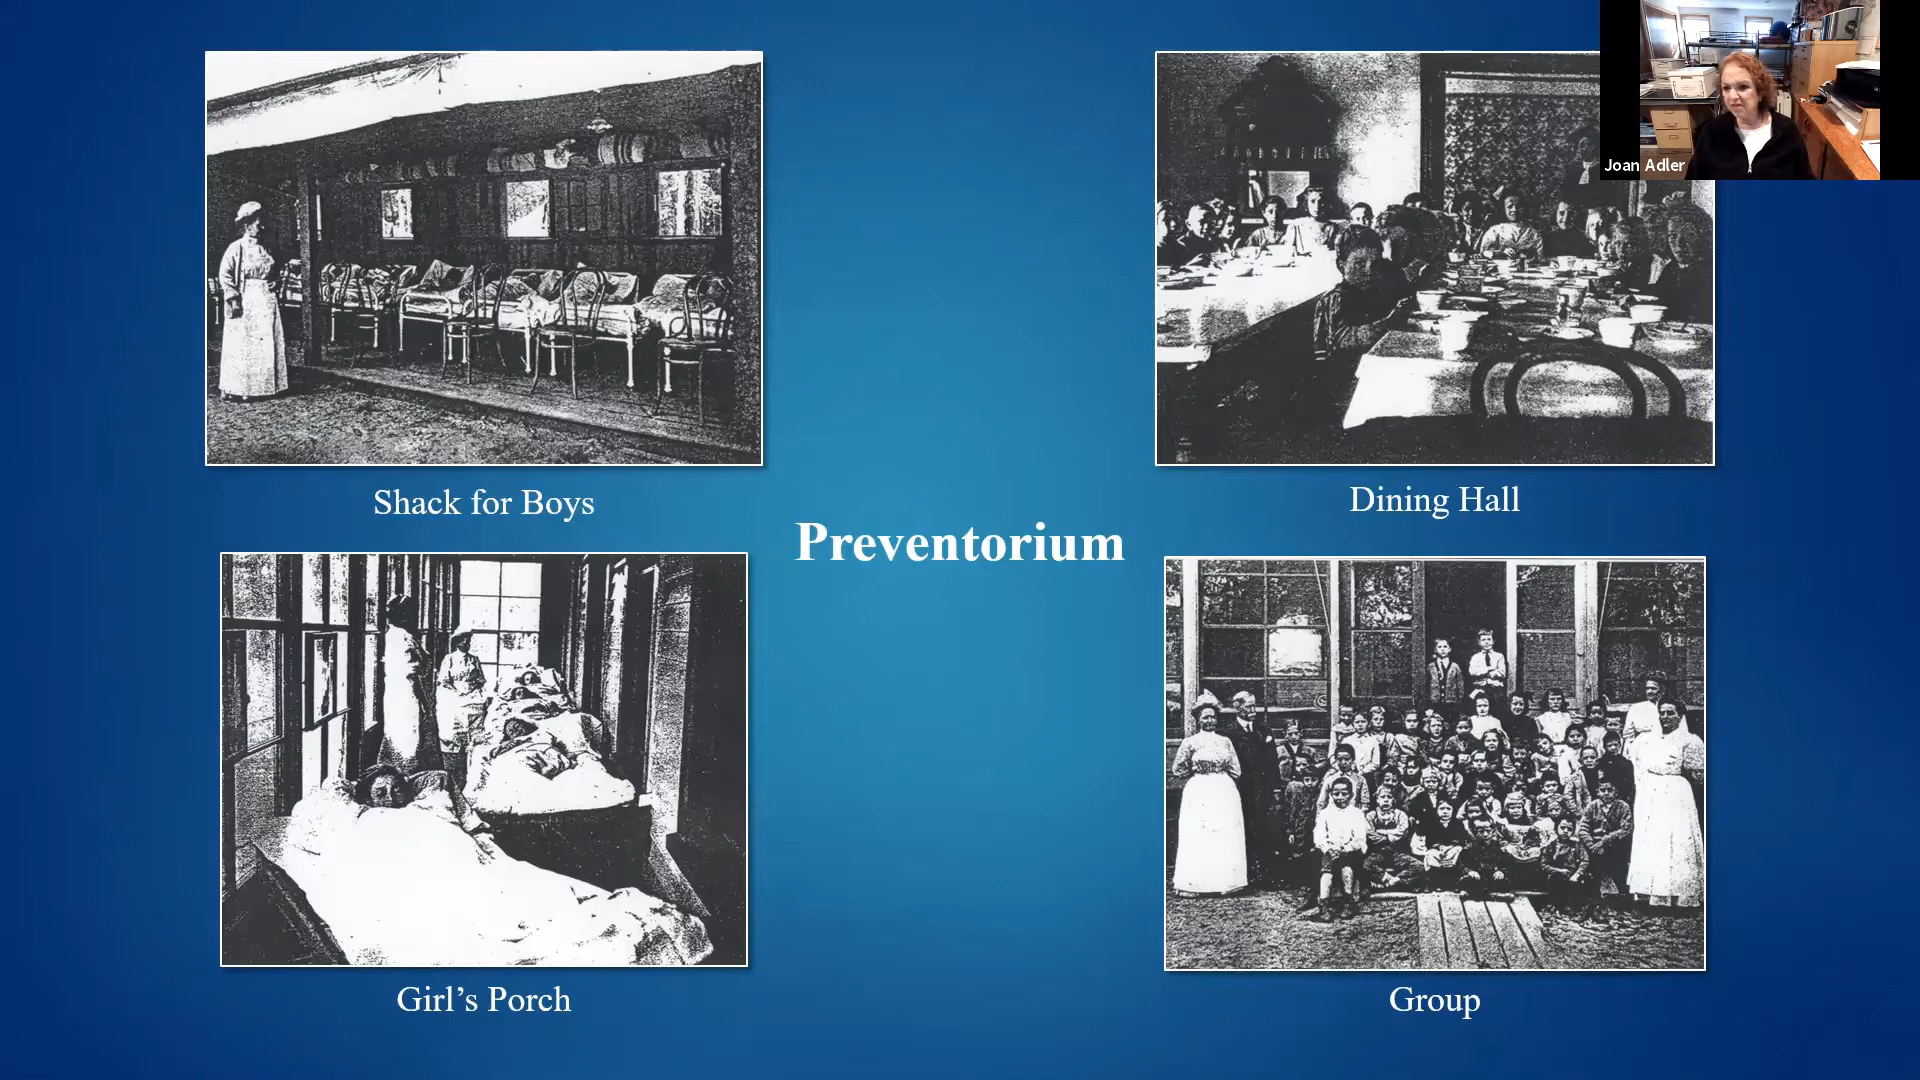 Joan Adler
Shack for Boys
Dining Hall
Preventorium
Girl’s Porch
Group